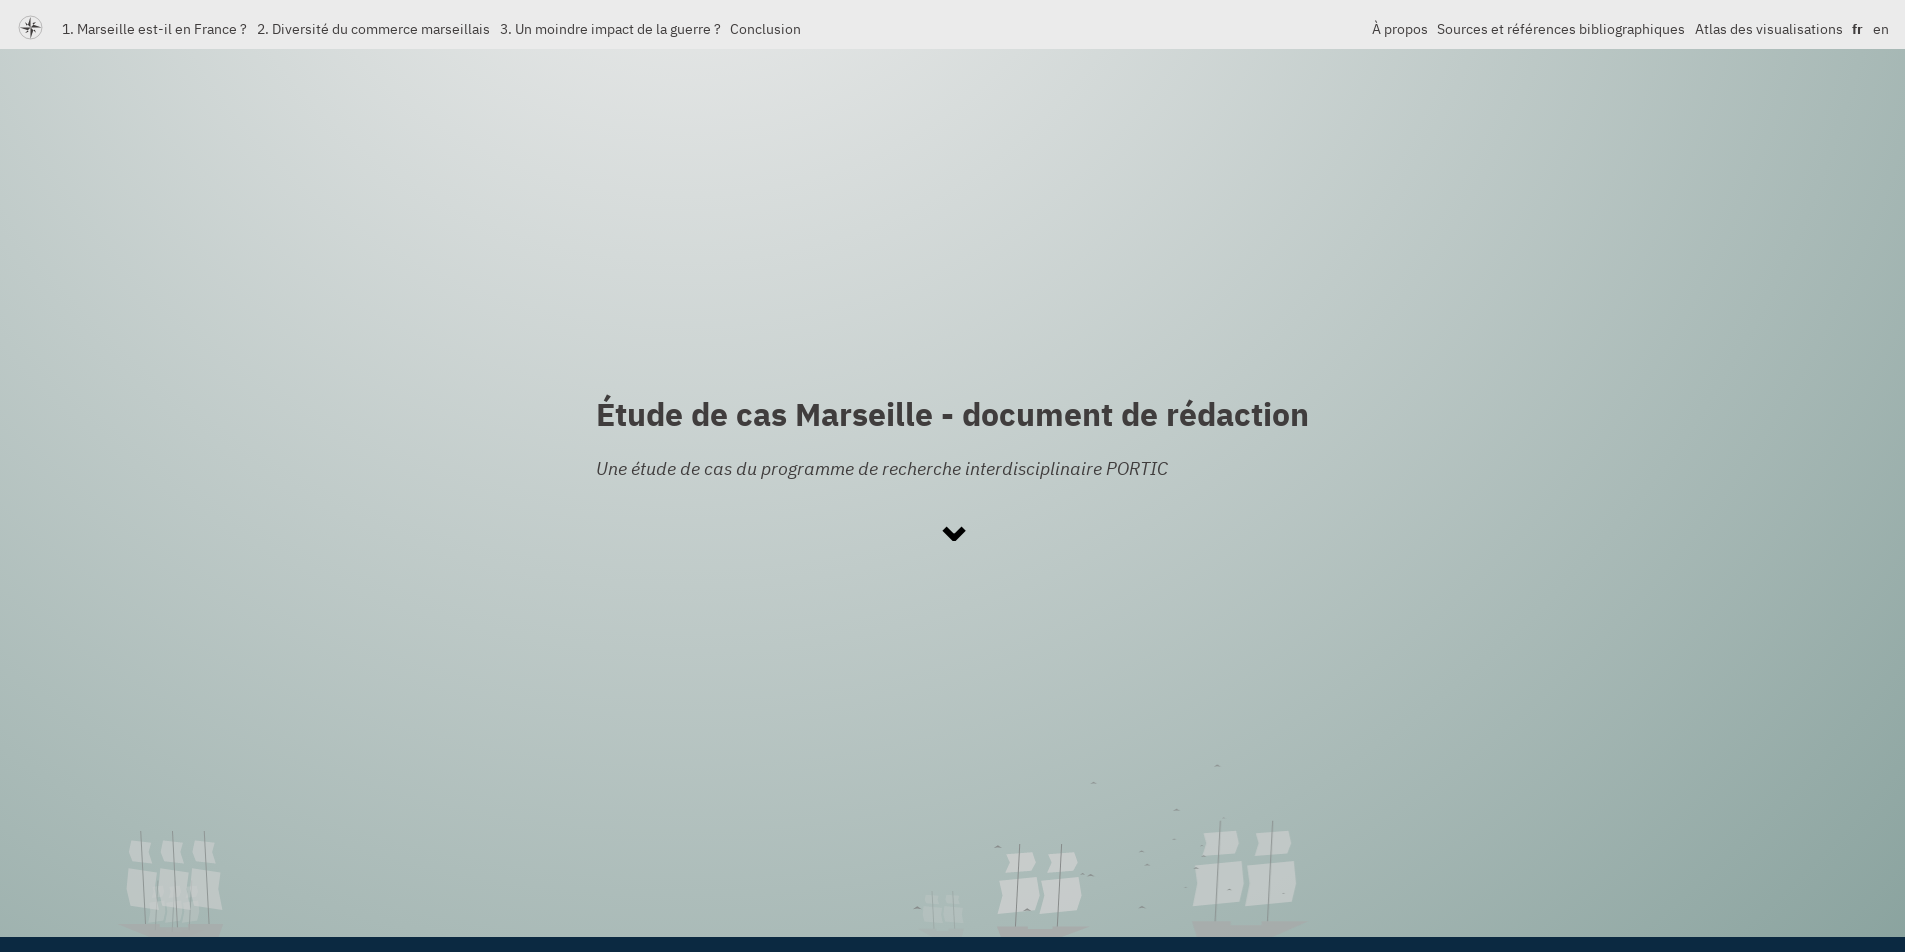 1. Marseille est-il en France ? 2. Diversité du commerce marseillais 3. Un moindre impact de la guerre ? Conclusion À propos Sources et références bibliographiques Atlas des visualisations fr en
Étude de cas Marseille - document de rédaction
Une étude de cas du programme de recherche interdisciplinaire PORTIC